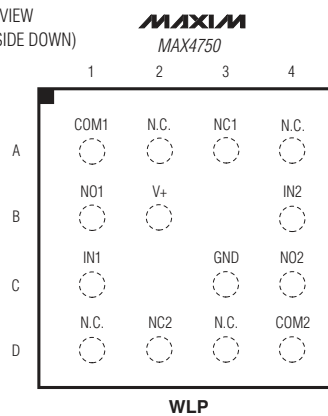 VIEW
SIDE DOWN)
MAXIM
MAX4750
1 2 3 4
A COM1 N.C. NC1 N.C.
B NO1 V+ IN2
C IN1 GND NO2
D N.C. NC2 N.C. COM2
WLP